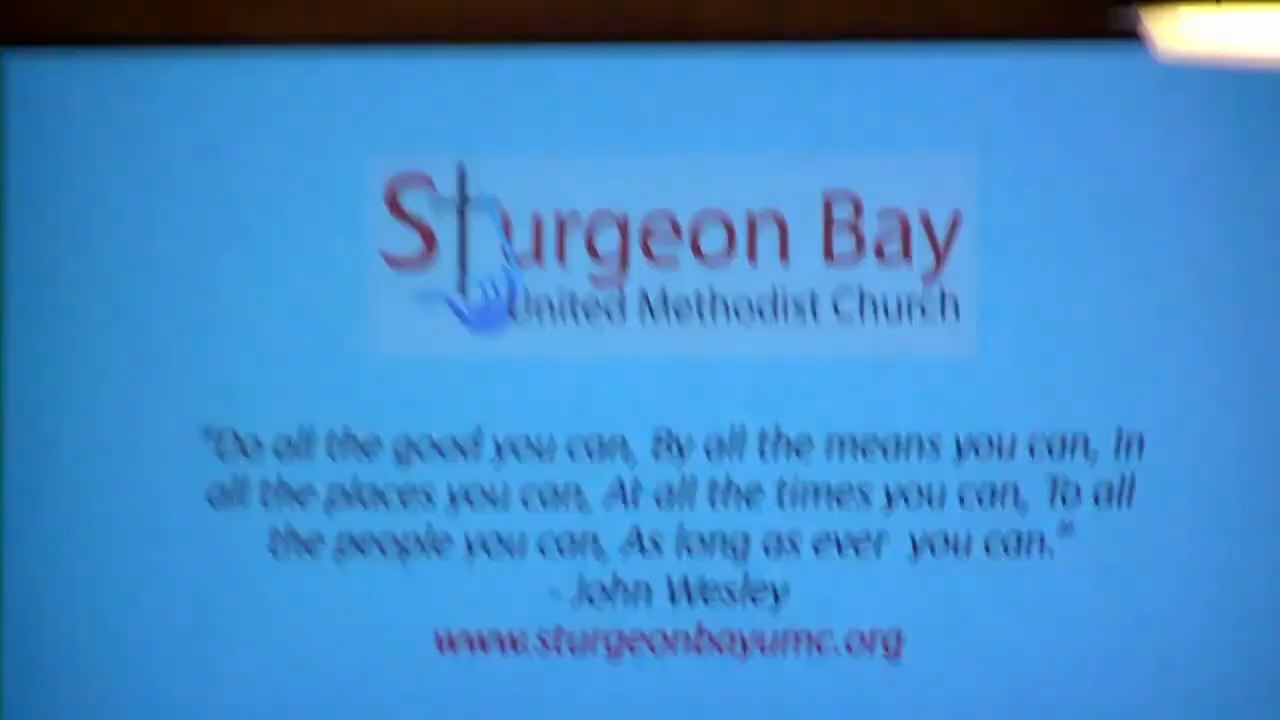 Sturgeon Bay
United Methodist Church
"Do all the good you can, By all the means you can, In
all the places you can, At all the times you can, To all
the people you can, As long as ever you can."
- John Wesley
www.sturgeonbayumc.org